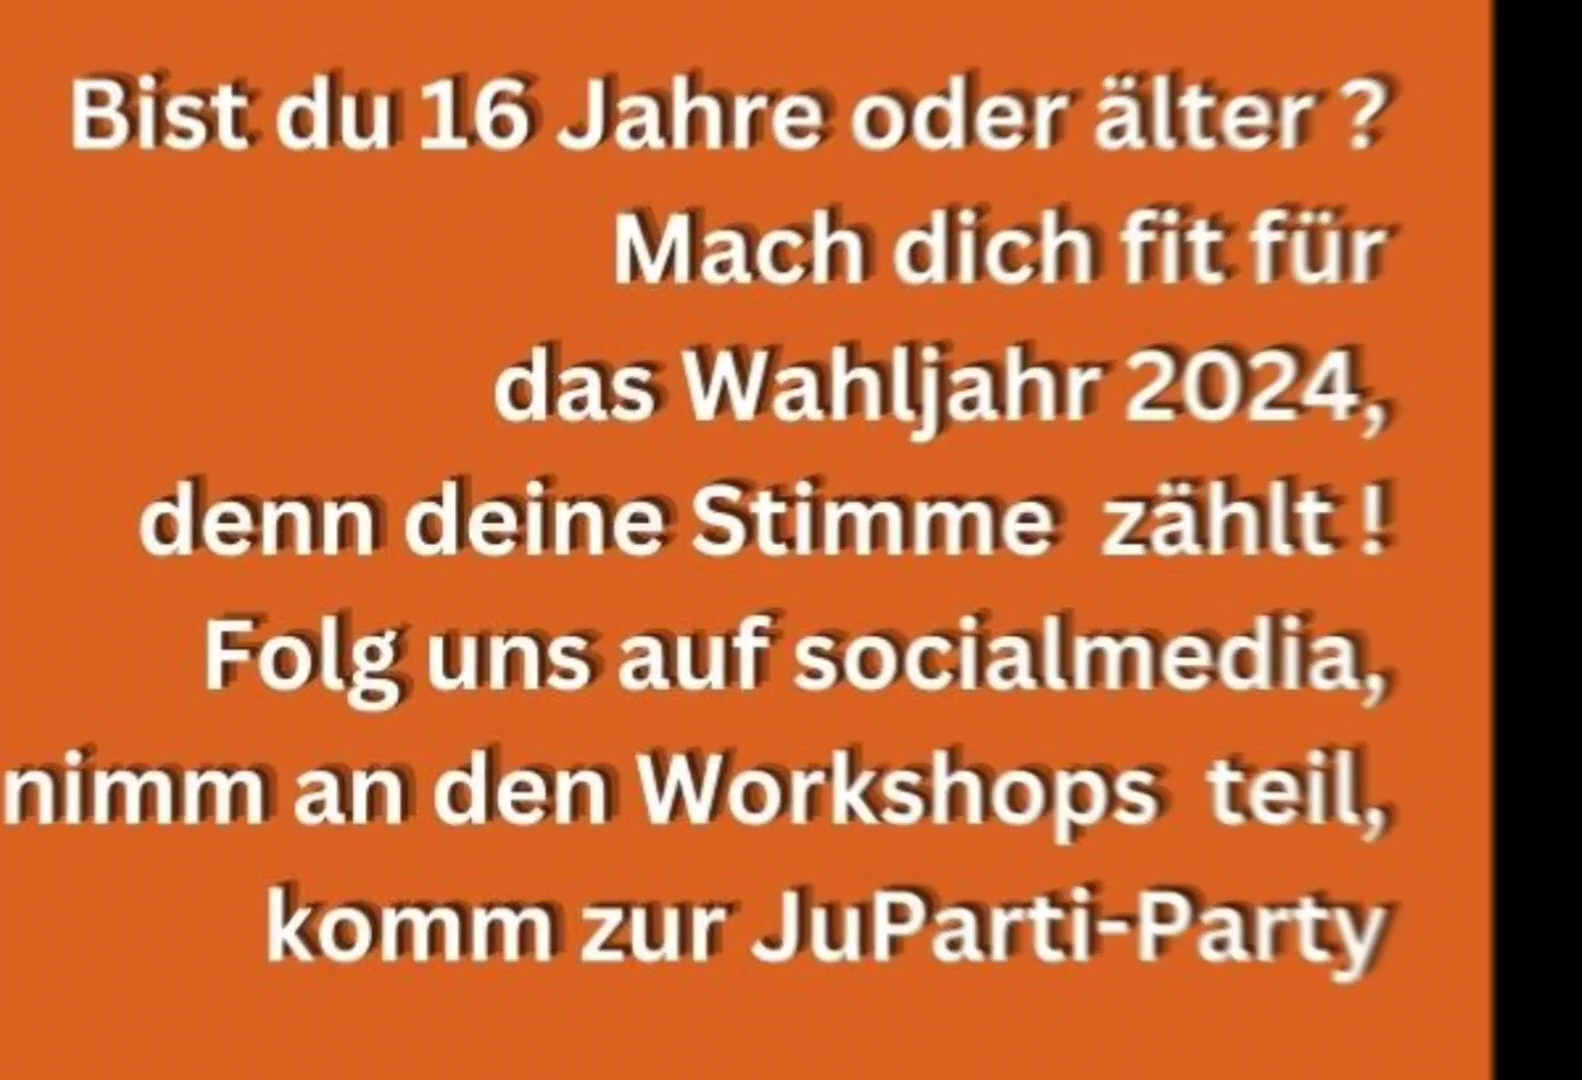 Bist du 16 Jahre oder älter ?
Mach dich fit für
das Wahljahr 2024,
denn deine Stimme  zählt !
Folg uns auf socialmedia,
nimm an den Workshops  teil,
komm zur JuParti-Party